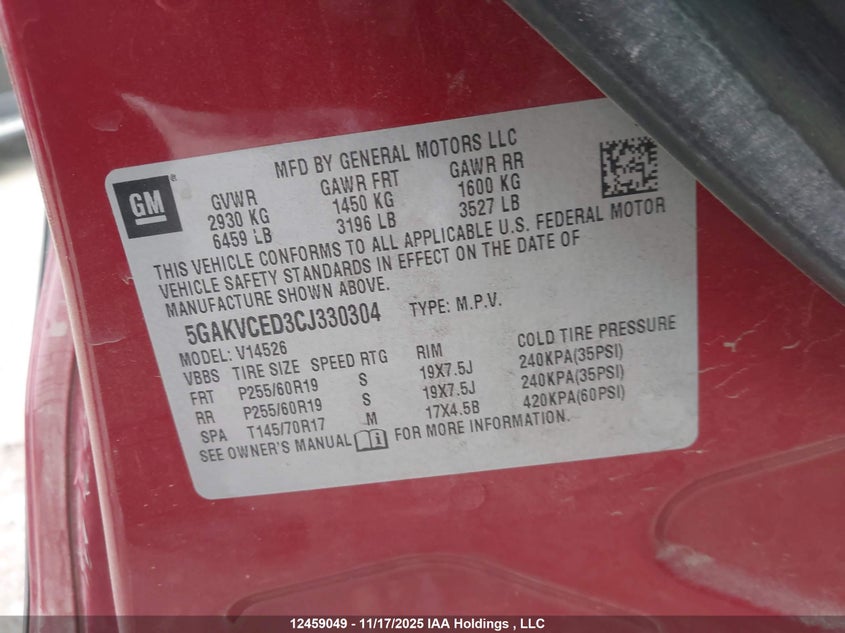 MFD BY GENERAL MOTORS LLC
GM ®
GVWR GAWR FRT GAWR RR
2930 KG 1450 KG 1600 KG
6459 LB 3196 LB 3527 LB
THIS VEHICLE CONFORMS TO ALL APPLICABLE U.S. FEDERAL MOTOR
VEHICLE SAFETY STANDARDS IN EFFECT ON THE DATE OF
MANUFACTURE SHOWN ABOVE.
5GAKVCED3CJ330304 TYPE: M.P.V.
MODEL: V14526
VBBS TIRE SIZE SPEED RTG RIM COLD TIRE PRESSURE
FRT P255/60R19 S 19X7.5J 240KPA(35PSI)
RR P255/60R19 S 19X7.5J 240KPA(35PSI)
SPA T145/70R17 M 17X4.5B 420KPA(60PSI)
SEE OWNER'S MANUAL i FOR MORE INFORMATION.
12459049 - 11/17/2025 IAA Holdings , LLC